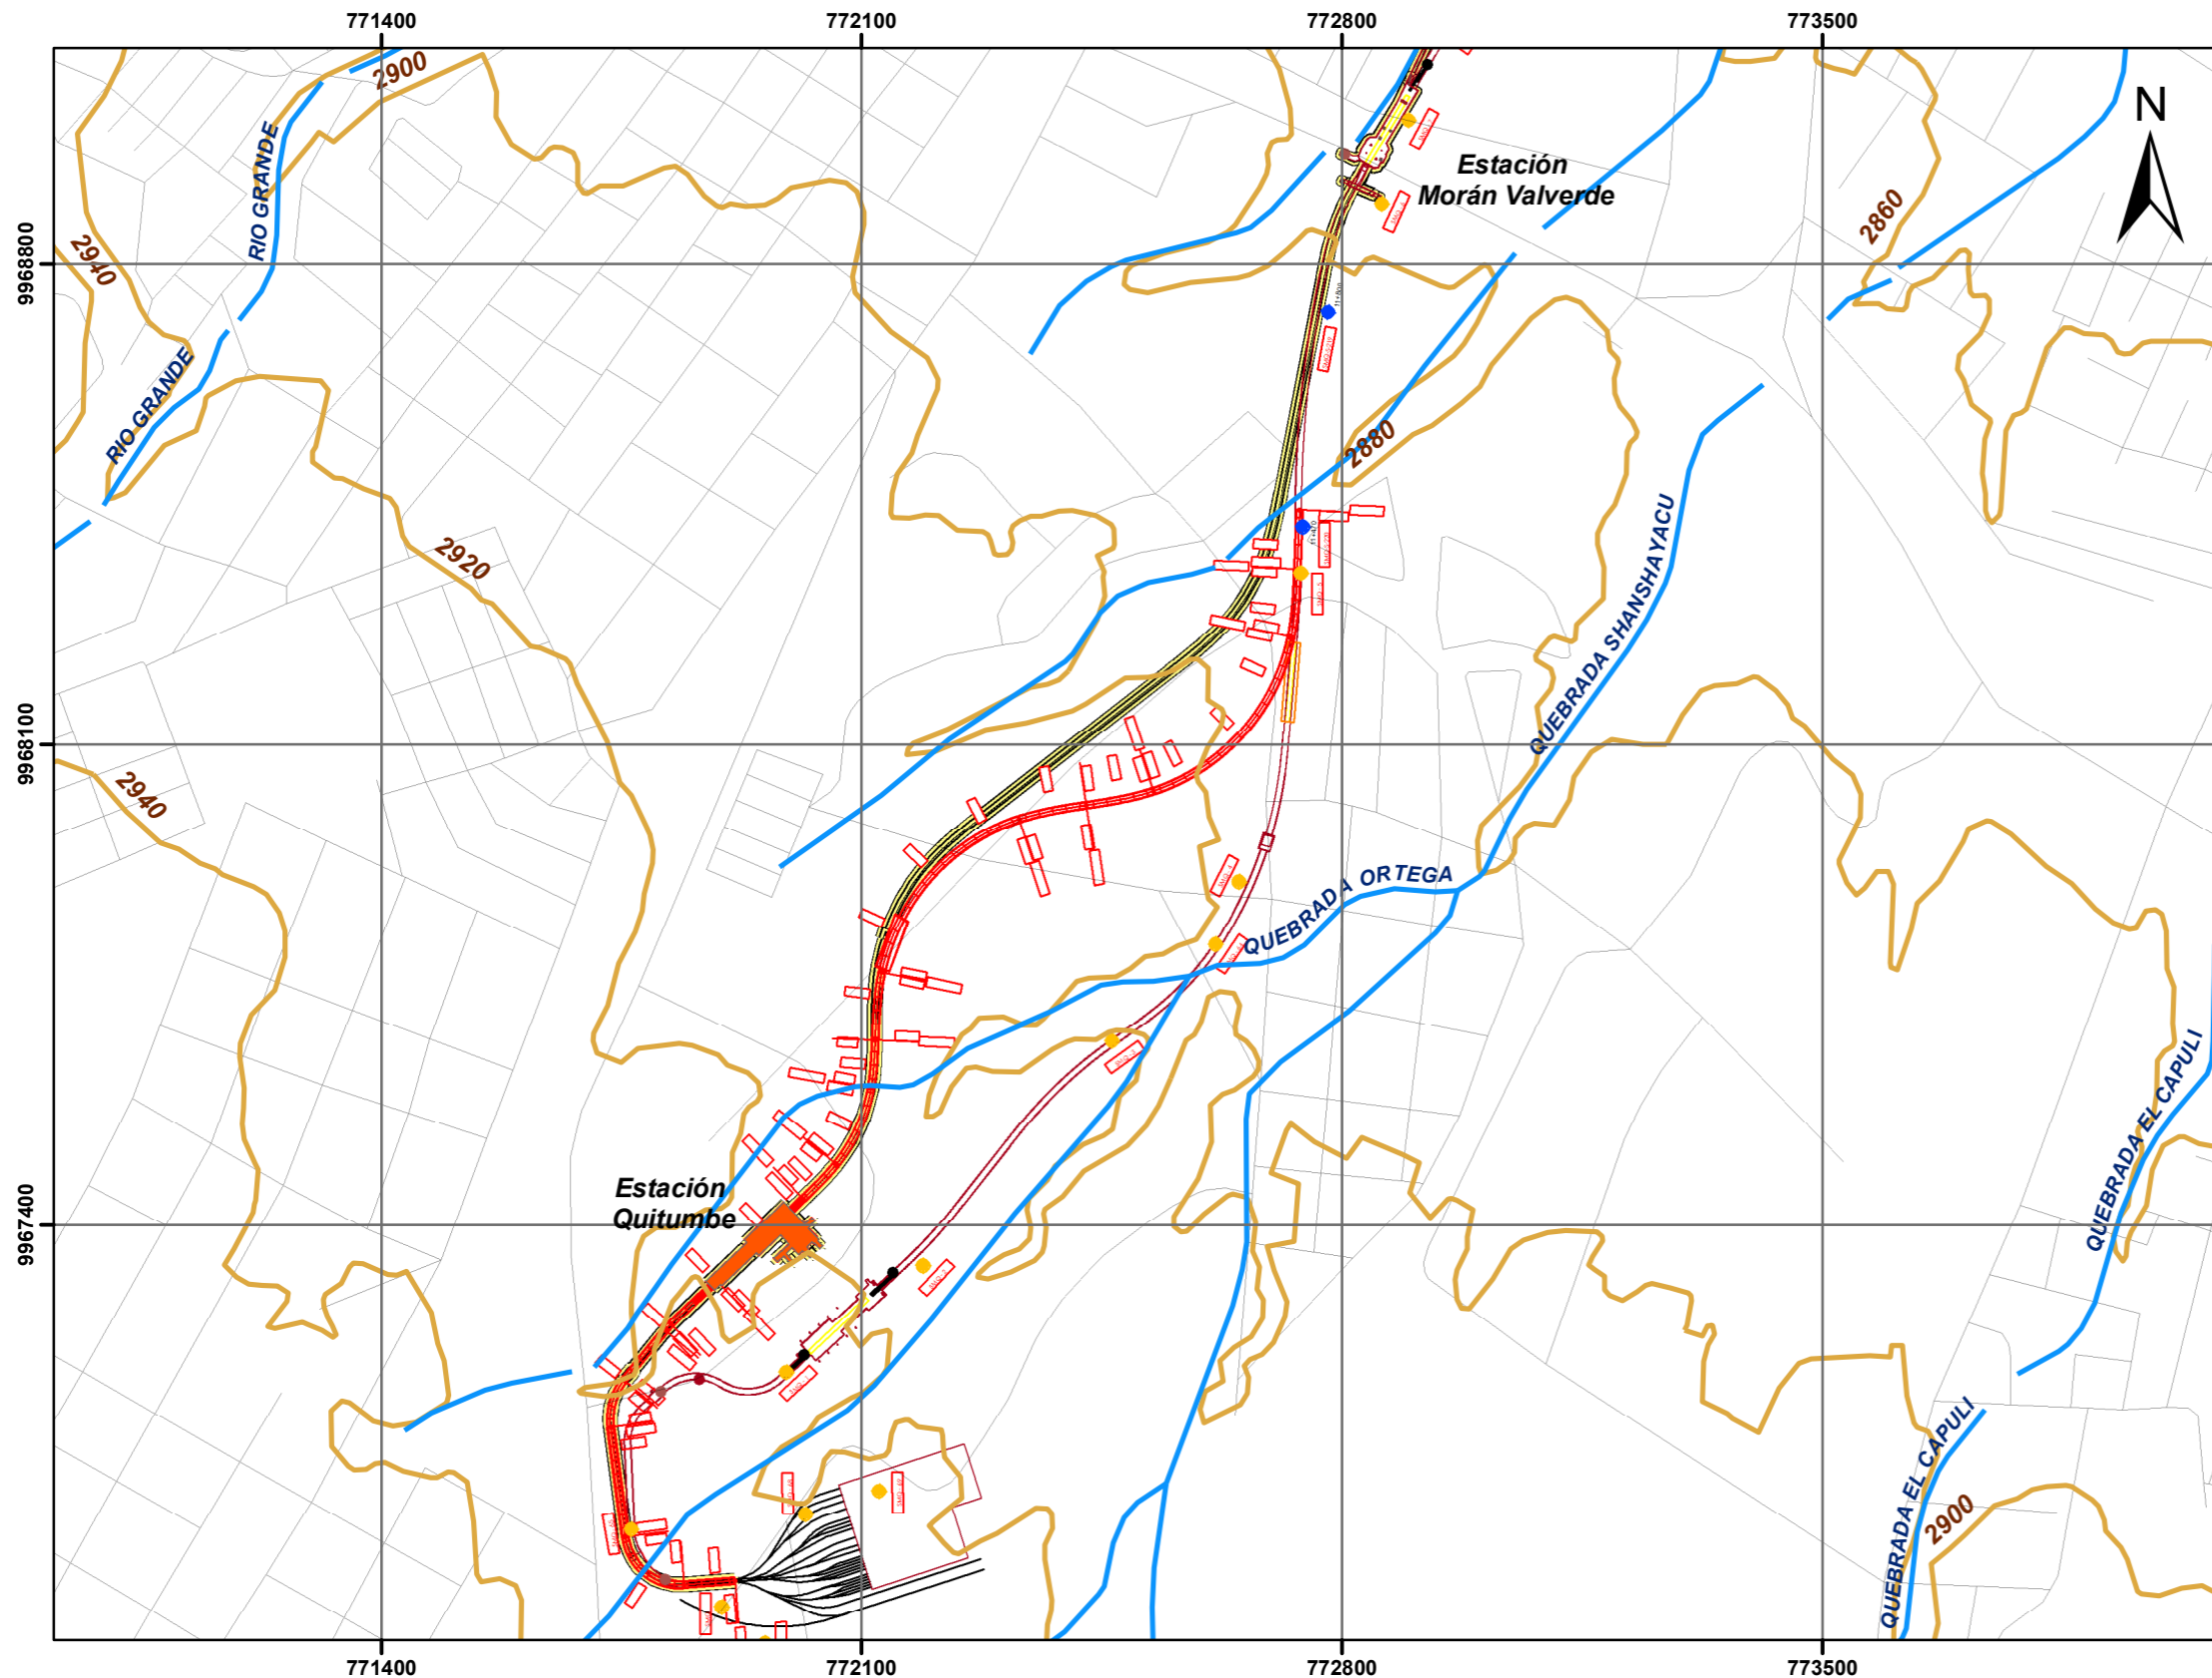 771400
772100
772800
773500
2900
N
RIO GRANDE
Estación
Morán Valverde
2860
9968800
2940
RIO GRANDE
2880
2920
QUEBRADA SHANSHAYACU
9968100
2940
QUEBRADA ORTEGA
QUEBRADA EL CAPULI
Estación
Quitumbe
9967400
QUEBRADA EL CAPULI
2900
771400
772100
772800
773500